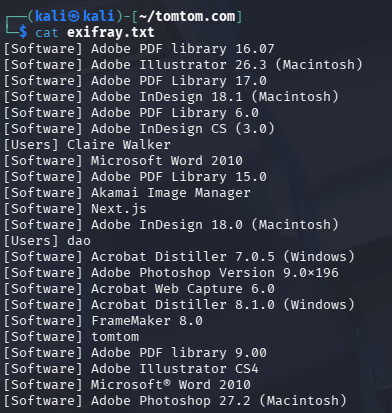 ┌──(kali㉿kali)-[~/tomtom.com]
└─$ cat exifray.txt
[Software] Adobe PDF library 16.07
[Software] Adobe Illustrator 26.3 (Macintosh)
[Software] Adobe PDF Library 17.0
[Software] Adobe InDesign 18.1 (Macintosh)
[Software] Adobe PDF Library 6.0
[Software] Adobe InDesign CS (3.0)
[Users] Claire Walker
[Software] Microsoft Word 2010
[Software] Adobe PDF Library 15.0
[Software] Akamai Image Manager
[Software] Next.js
[Software] Adobe InDesign 18.0 (Macintosh)
[Users] dao
[Software] Acrobat Distiller 7.0.5 (Windows)
[Software] Adobe Photoshop Version 9.0×196
[Software] Acrobat Web Capture 6.0
[Software] Acrobat Distiller 8.1.0 (Windows)
[Software] FrameMaker 8.0
[Software] tomtom
[Software] Adobe PDF library 9.00
[Software] Adobe Illustrator CS4
[Software] Microsoft® Word 2010
[Software] Adobe Photoshop 27.2 (Macintosh)